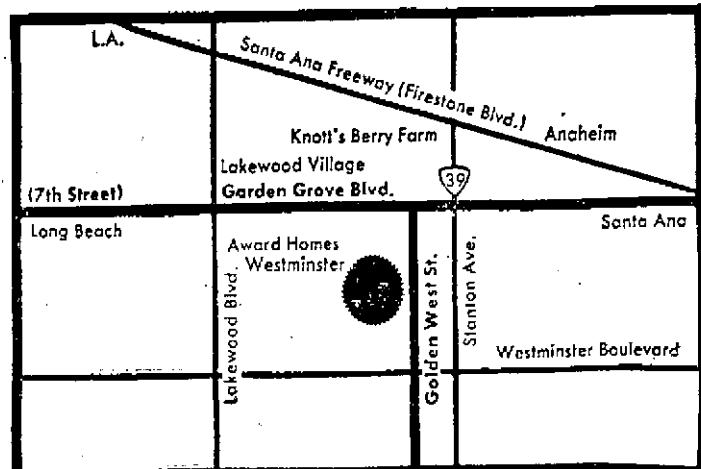 L.A.
Santa Ana Freeway (Firestone Blvd.)
Knott's Berry Farm
Anaheim
Lakewood Village
39
(7th Street)
Garden Grove Blvd.
Long Beach
Santa Ana
Award Homes
Westminster
Lakewood Blvd.
Golden West St.
Stanton Ave.
Westminster Boulevard